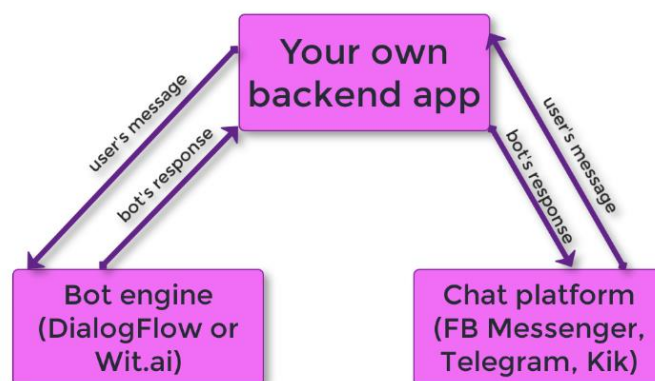 Your own
backend app
user's message
bot's response
bot's response
user's message
Bot engine
(DialogFlow or
Wit.ai)
Chat platform
(FB Messenger,
Telegram, Kik)